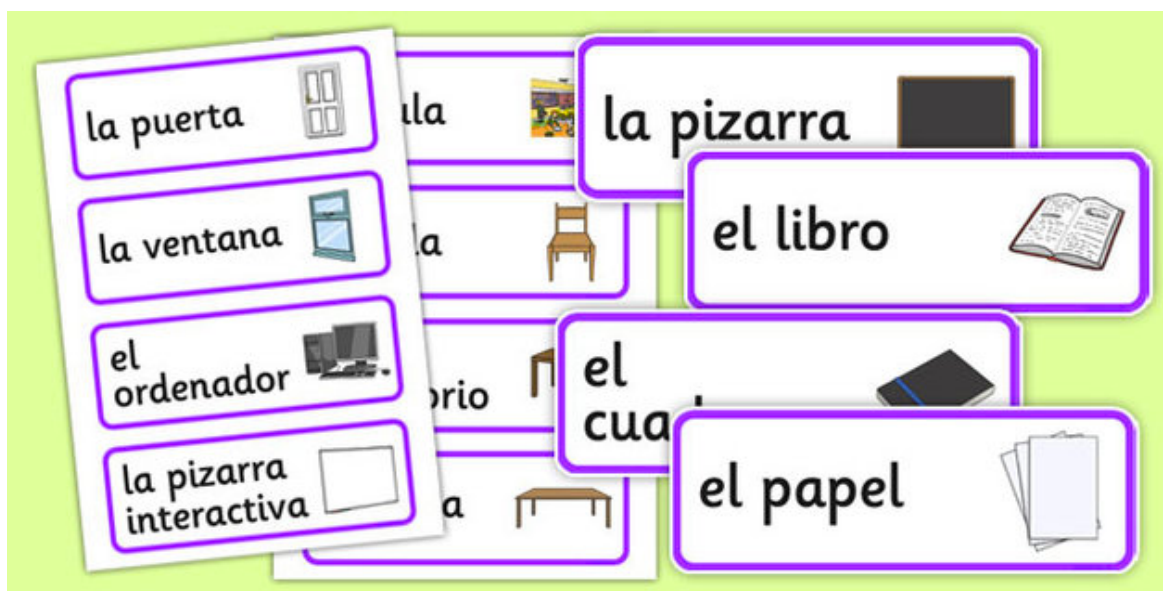 la puerta
la ventana
el
ordenador
la pizarra
interactiva
la pizarra
el libro
el
el papel